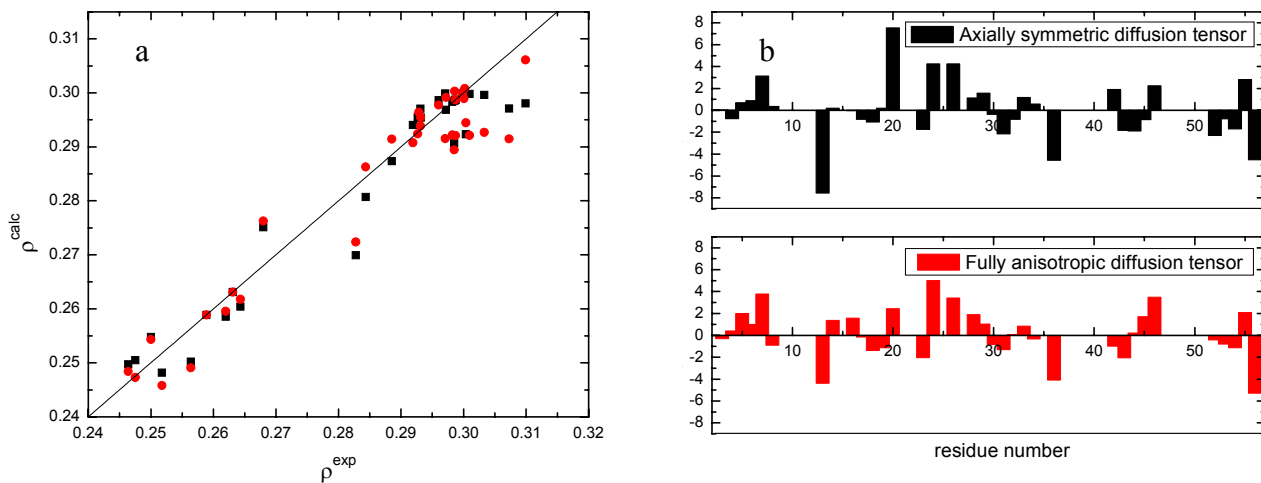 a
0.31
0.30
0.29
0.28
0.27
0.26
0.25
0.24
ρcalc
0.24 0.25 0.26 0.27 0.28 0.29 0.30 0.31 0.32
ρexp
b
Axially symmetric diffusion tensor
8
6
4
2
0
-2
-4
-6
-8
10 20 30 40 50
Fully anisotropic diffusion tensor
8
6
4
2
0
-2
-4
-6
-8
10 20 30 40 50
residue number